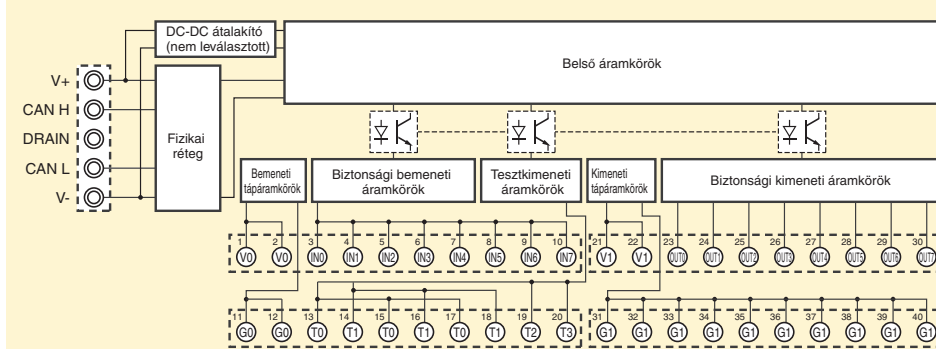 DC-DC átalakító
(nem leválasztott)
Belső áramkörök
V+
CAN H
DRAIN
CAN L
V-
Fizikai
réteg
Bemeneti
tápáramkörök
Biztonsági bemeneti
áramkörök
Tesztkimeneti
áramkörök
Kimeneti
tápáramkörök
Biztonsági kimeneti áramkörök
1 2 3 4 5 6 7 8 9 10 21 22 23 24 25 26 27 28 29 30
V0 V0 IN0 IN1 IN2 IN3 IN4 IN5 IN6 IN7 V1 V1 OUT0 OUT1 OUT2 OUT3 OUT4 OUT5 OUT6 OUT7
11 12 13 14 15 16 17 18 19 20 31 32 33 34 35 36 37 38 39 40
G0 G0 T0 T1 T0 T1 T0 T1 T2 T3 G1 G1 G1 G1 G1 G1 G1 G1 G1 G1